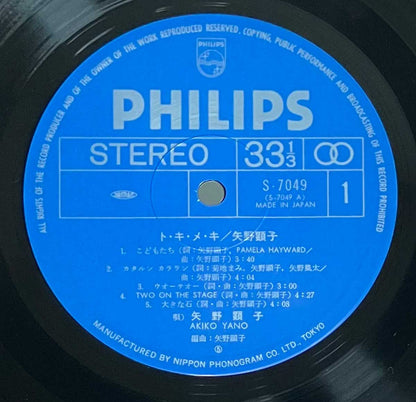 ALL RIGHTS OF THE RECORD PRODUCER AND OF THE OWNER OF THE WORK REPRODUCED RESERVED. COPYING, PUBLIC PERFORMANCE AND BROADCASTING OF THIS RECORD PROHIBITED
PHILIPS
PHILIPS
STEREO 33 1/3
S-7049
(S-7049 A)
MADE IN JAPAN
1
ト・キ・メ・キ/矢野顕子
1. こどもたち (詞:矢野顕子, PAMELA HAYWARD/
曲:矢野顕子) 3:40
2. カタルン カララン (詞:菊地まみ, 矢野顕子, 矢野風太/
曲:矢野顕子) 4:04
3. ウオーサオー (詞・曲:矢野顕子) 3:00
4. TWO ON THE STAGE (詞・曲:矢野顕子) 4:27
5. 大きな石 (詞・曲:矢野顕子) 4:08
唄) 矢野顕子
AKIKO YANO
編曲:矢野顕子
Ⓢ
MANUFACTURED BY NIPPON PHONOGRAM CO. LTD., TOKYO